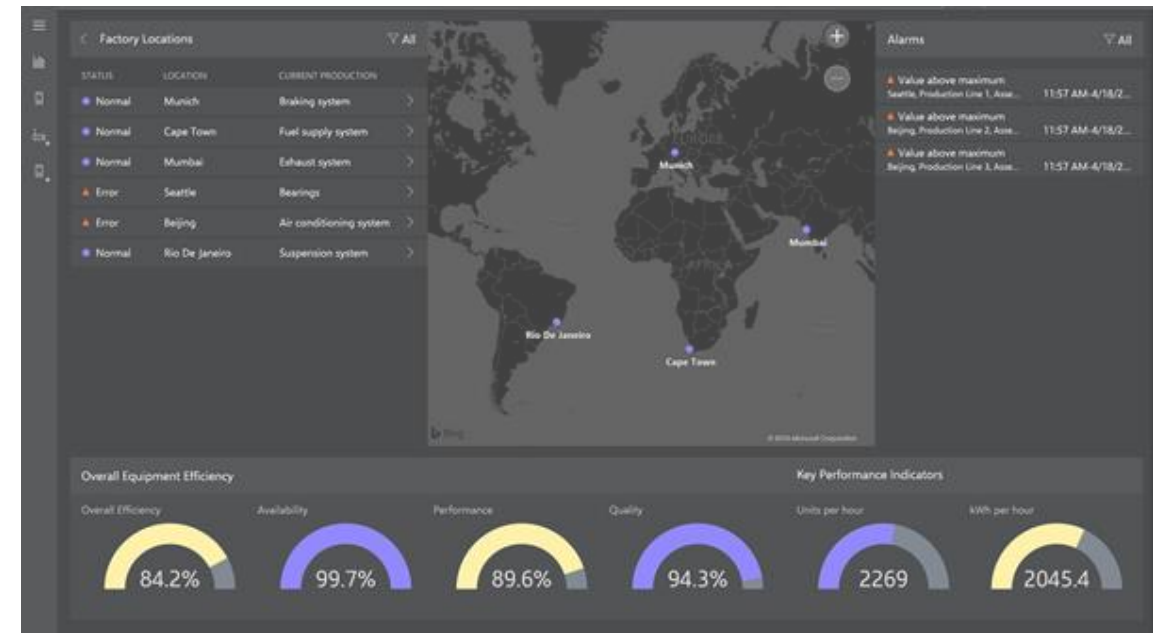 Factory Locations
All
STATUS LOCATION CURRENT PRODUCTION
Normal Munich Braking system
Normal Cape Town Fuel supply system
Normal Mumbai Exhaust system
Error Seattle Bearings
Error Beijing Air conditioning system
Normal Rio De Janeiro Suspension system
Munich
Mumbai
Rio De Janeiro
Cape Town
Bing
© 2016 Microsoft Corporation
Alarms
All
Value above maximum
Seattle, Production Line 1, Asse... 11:57 AM-4/18/2...
Value above maximum
Beijing, Production Line 2, Asse... 11:57 AM-4/18/2...
Value above maximum
Beijing, Production Line 3, Asse... 11:57 AM-4/18/2...
Overall Equipment Efficiency
Key Performance Indicators
Overall Efficiency
84.2%
Availability
99.7%
Performance
89.6%
Quality
94.3%
Units per hour
2269
kWh per hour
2045.4